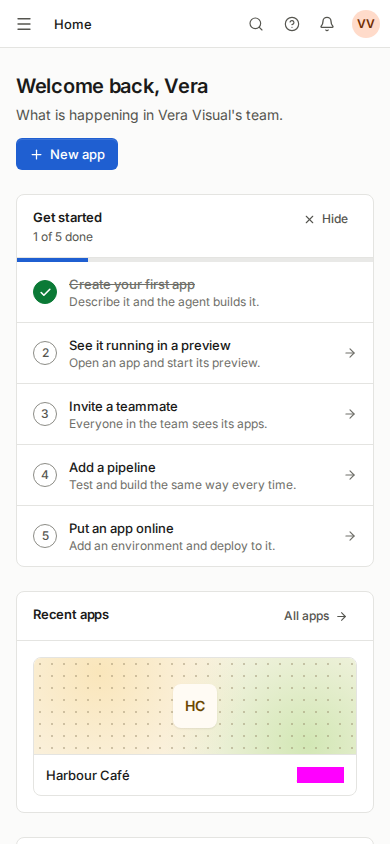 Home
VV
Welcome back, Vera
What is happening in Vera Visual's team.
New app
Get started
Hide
1 of 5 done
Create your first app
Describe it and the agent builds it.
2
See it running in a preview
Open an app and start its preview.
3
Invite a teammate
Everyone in the team sees its apps.
4
Add a pipeline
Test and build the same way every time.
5
Put an app online
Add an environment and deploy to it.
Recent apps
All apps
HC
Harbour Café